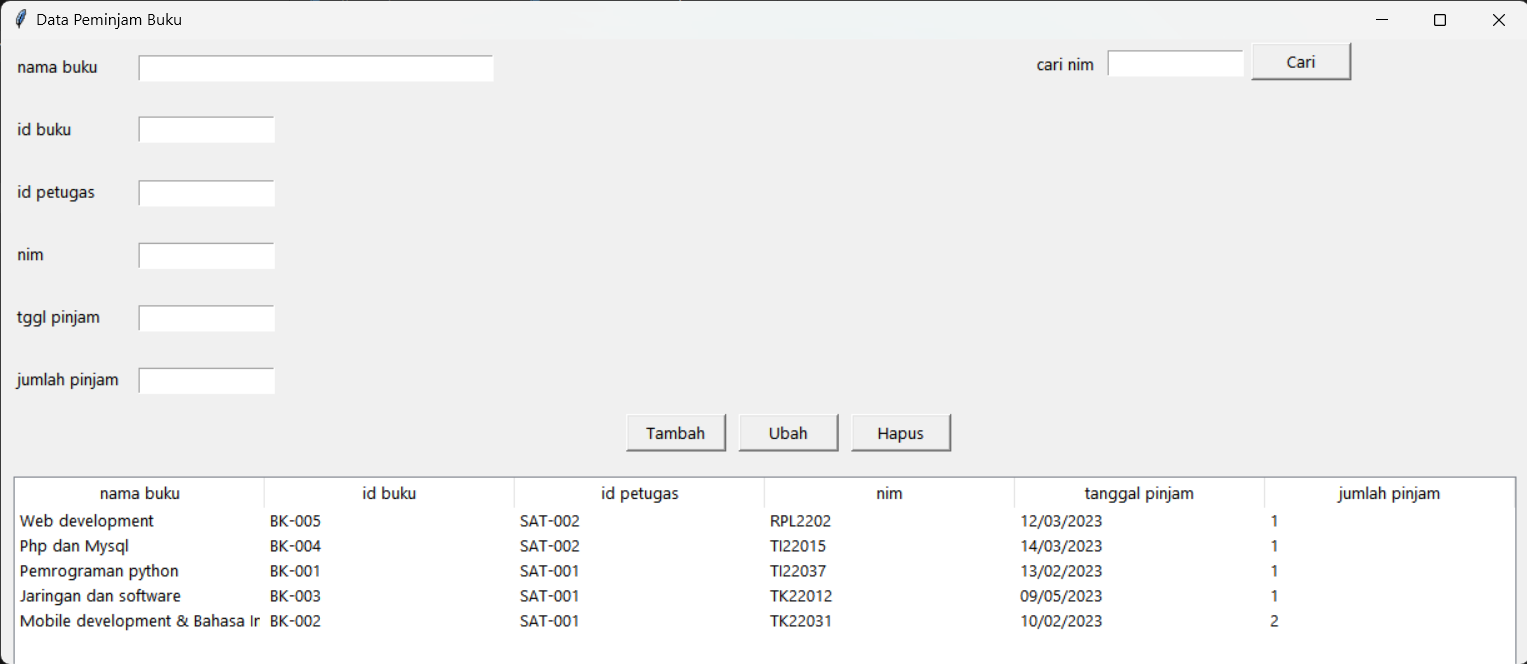 Data Peminjam Buku
nama buku
cari nim Cari
id buku
id petugas
nim
tggl pinjam
jumlah pinjam
Tambah Ubah Hapus
nama buku id buku id petugas nim tanggal pinjam jumlah pinjam
Web development BK-005 SAT-002 RPL2202 12/03/2023 1
Php dan Mysql BK-004 SAT-002 TI22015 14/03/2023 1
Pemrograman python BK-001 SAT-001 TI22037 13/02/2023 1
Jaringan dan software BK-003 SAT-001 TK22012 09/05/2023 1
Mobile development & Bahasa Ir BK-002 SAT-001 TK22031 10/02/2023 2